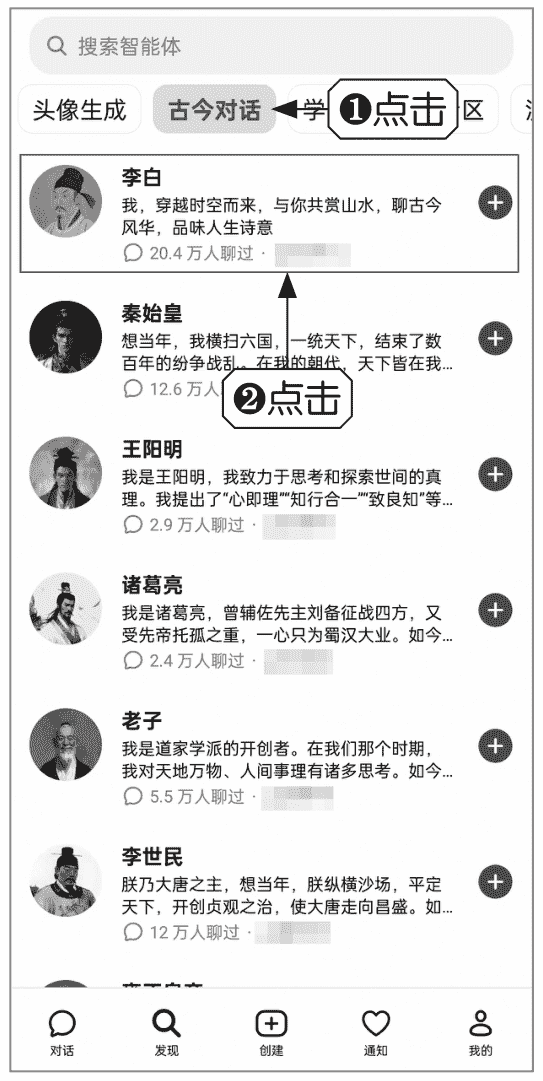 搜索智能体
头像生成
古今对话
学
❶点击
区
李白
我，穿越时空而来，与你共赏山水，聊古今
风华，品味人生诗意
20.4 万人聊过 ·
秦始皇
想当年，我横扫六国，一统天下，结束了数
百年的纷争战乱。在我的朝代，天下皆在我...
12.6 万人
❷点击
王阳明
我是王阳明，我致力于思考和探索世间的真
理。我提出了“心即理”“知行合一”“致良知”等...
2.9 万人聊过 ·
诸葛亮
我是诸葛亮，曾辅佐先主刘备征战四方，又
受先帝托孤之重，一心只为蜀汉大业。如今...
2.4 万人聊过 ·
老子
我是道家学派的开创者。在我们那个时期，
我对天地万物、人间事理有诸多思考。如今...
5.5 万人聊过 ·
李世民
朕乃大唐之主，想当年，朕纵横沙场，平定
天下，开创贞观之治，使大唐走向昌盛。如...
12 万人聊过 ·
对话
发现
创建
通知
我的